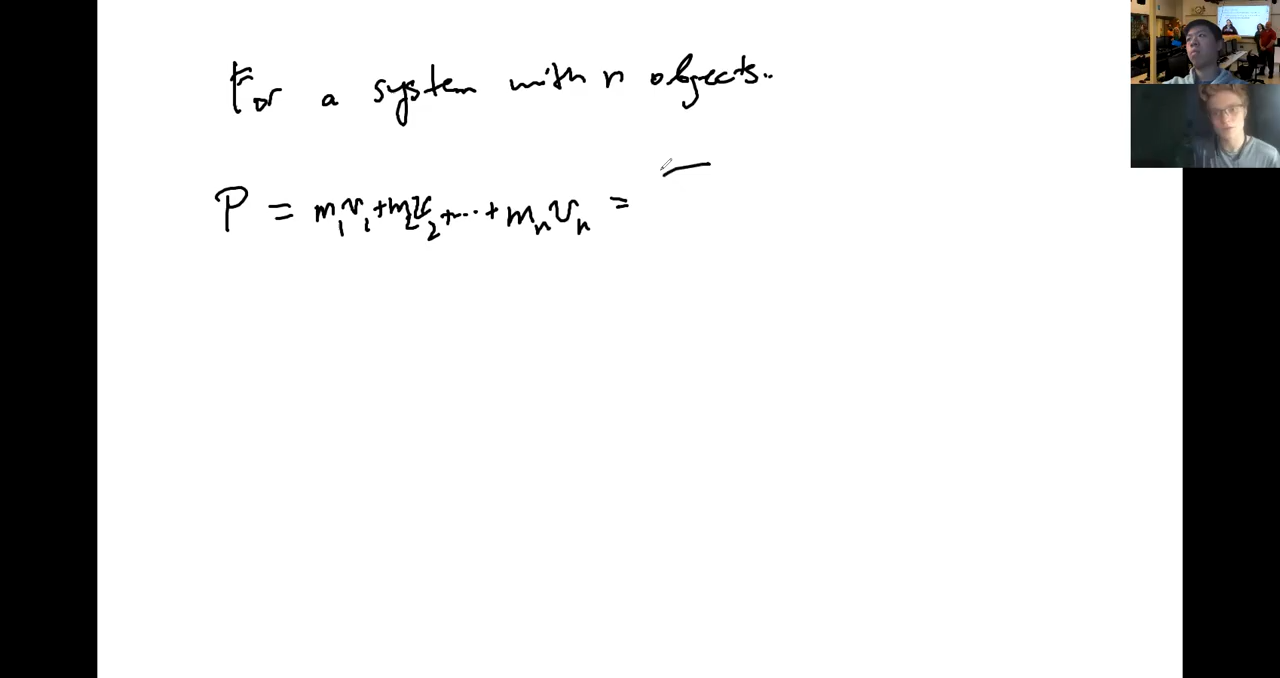 For a system with n objects..
P = m₁v₁+m₂v₂+...+mₙvₙ =